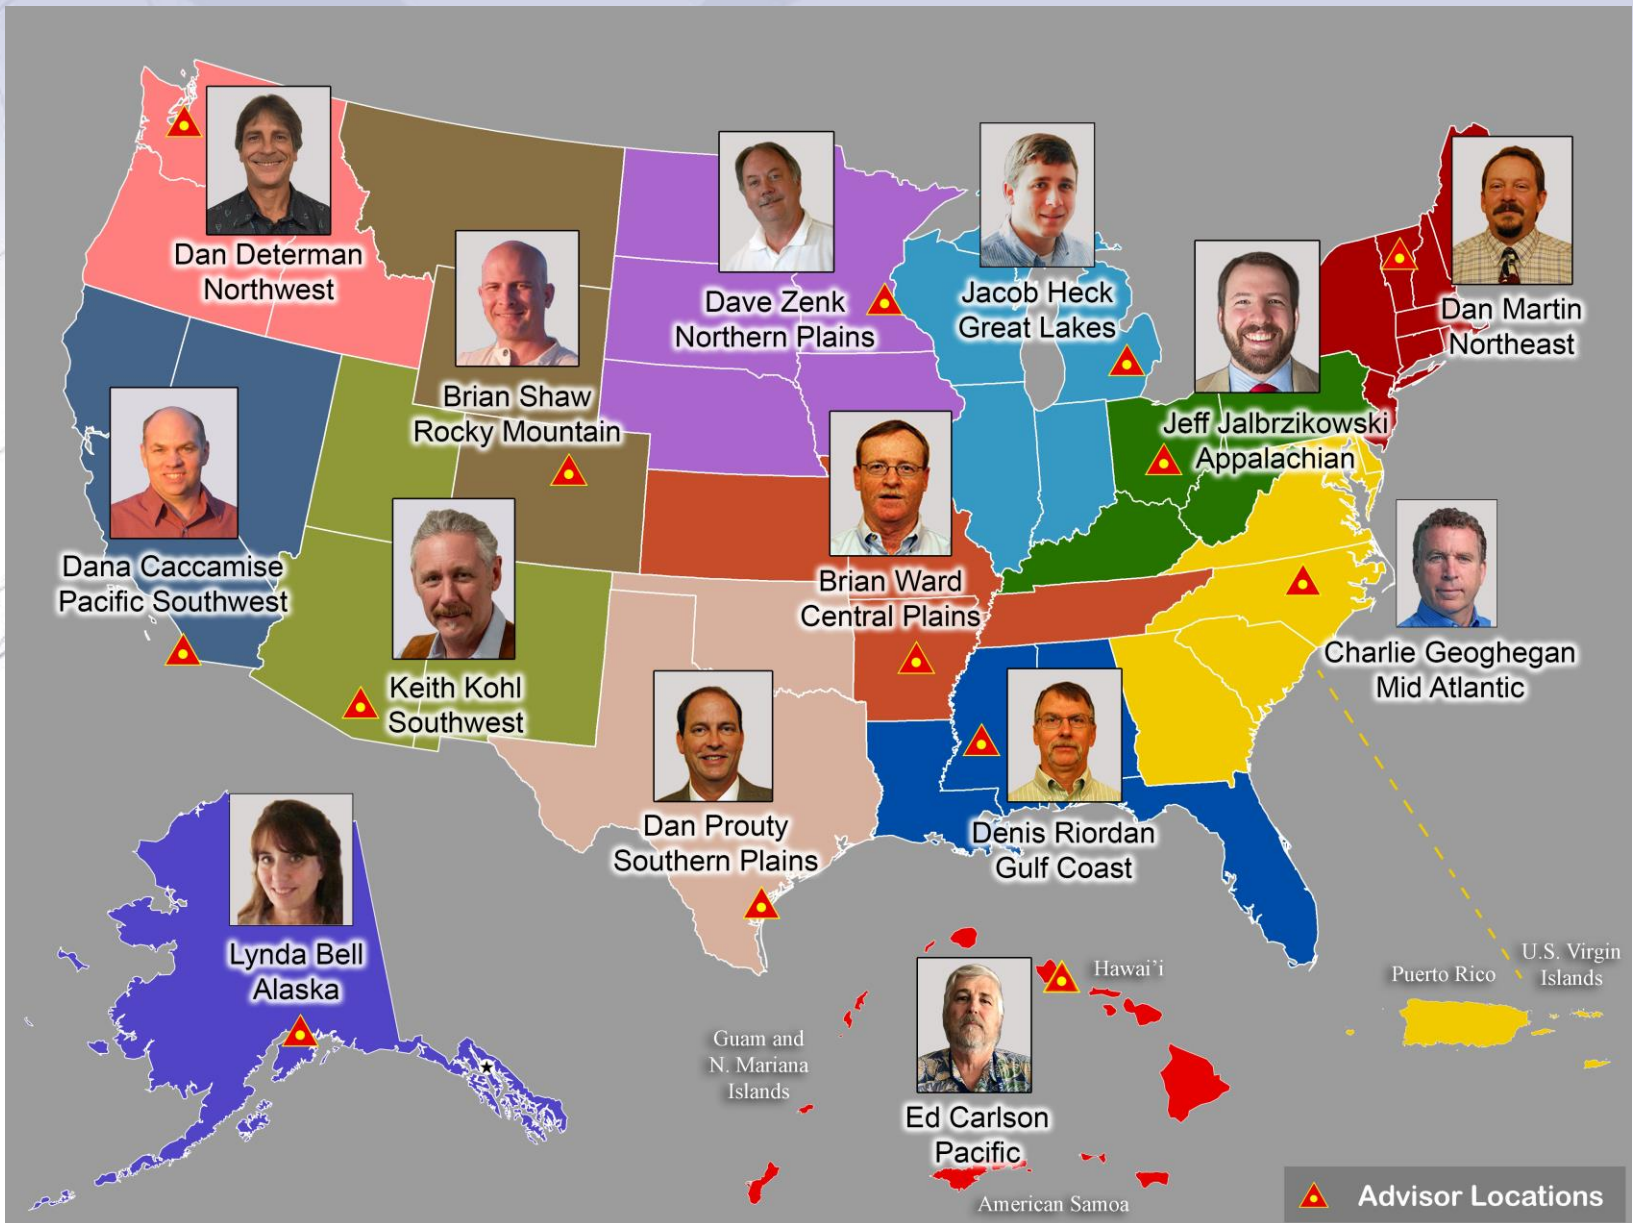 Dan Determan
Northwest
Dave Zenk
Northern Plains
Jacob Heck
Great Lakes
Dan Martin
Northeast
Brian Shaw
Rocky Mountain
Jeff Jalbrzikowski
Appalachian
Dana Caccamise
Pacific Southwest
Brian Ward
Central Plains
Charlie Geoghegan
Mid Atlantic
Keith Kohl
Southwest
Dan Prouty
Southern Plains
Denis Riordan
Gulf Coast
Lynda Bell
Alaska
Hawai’i
Puerto Rico
U.S. Virgin
Islands
Guam and
N. Mariana
Islands
Ed Carlson
Pacific
American Samoa
Advisor Locations